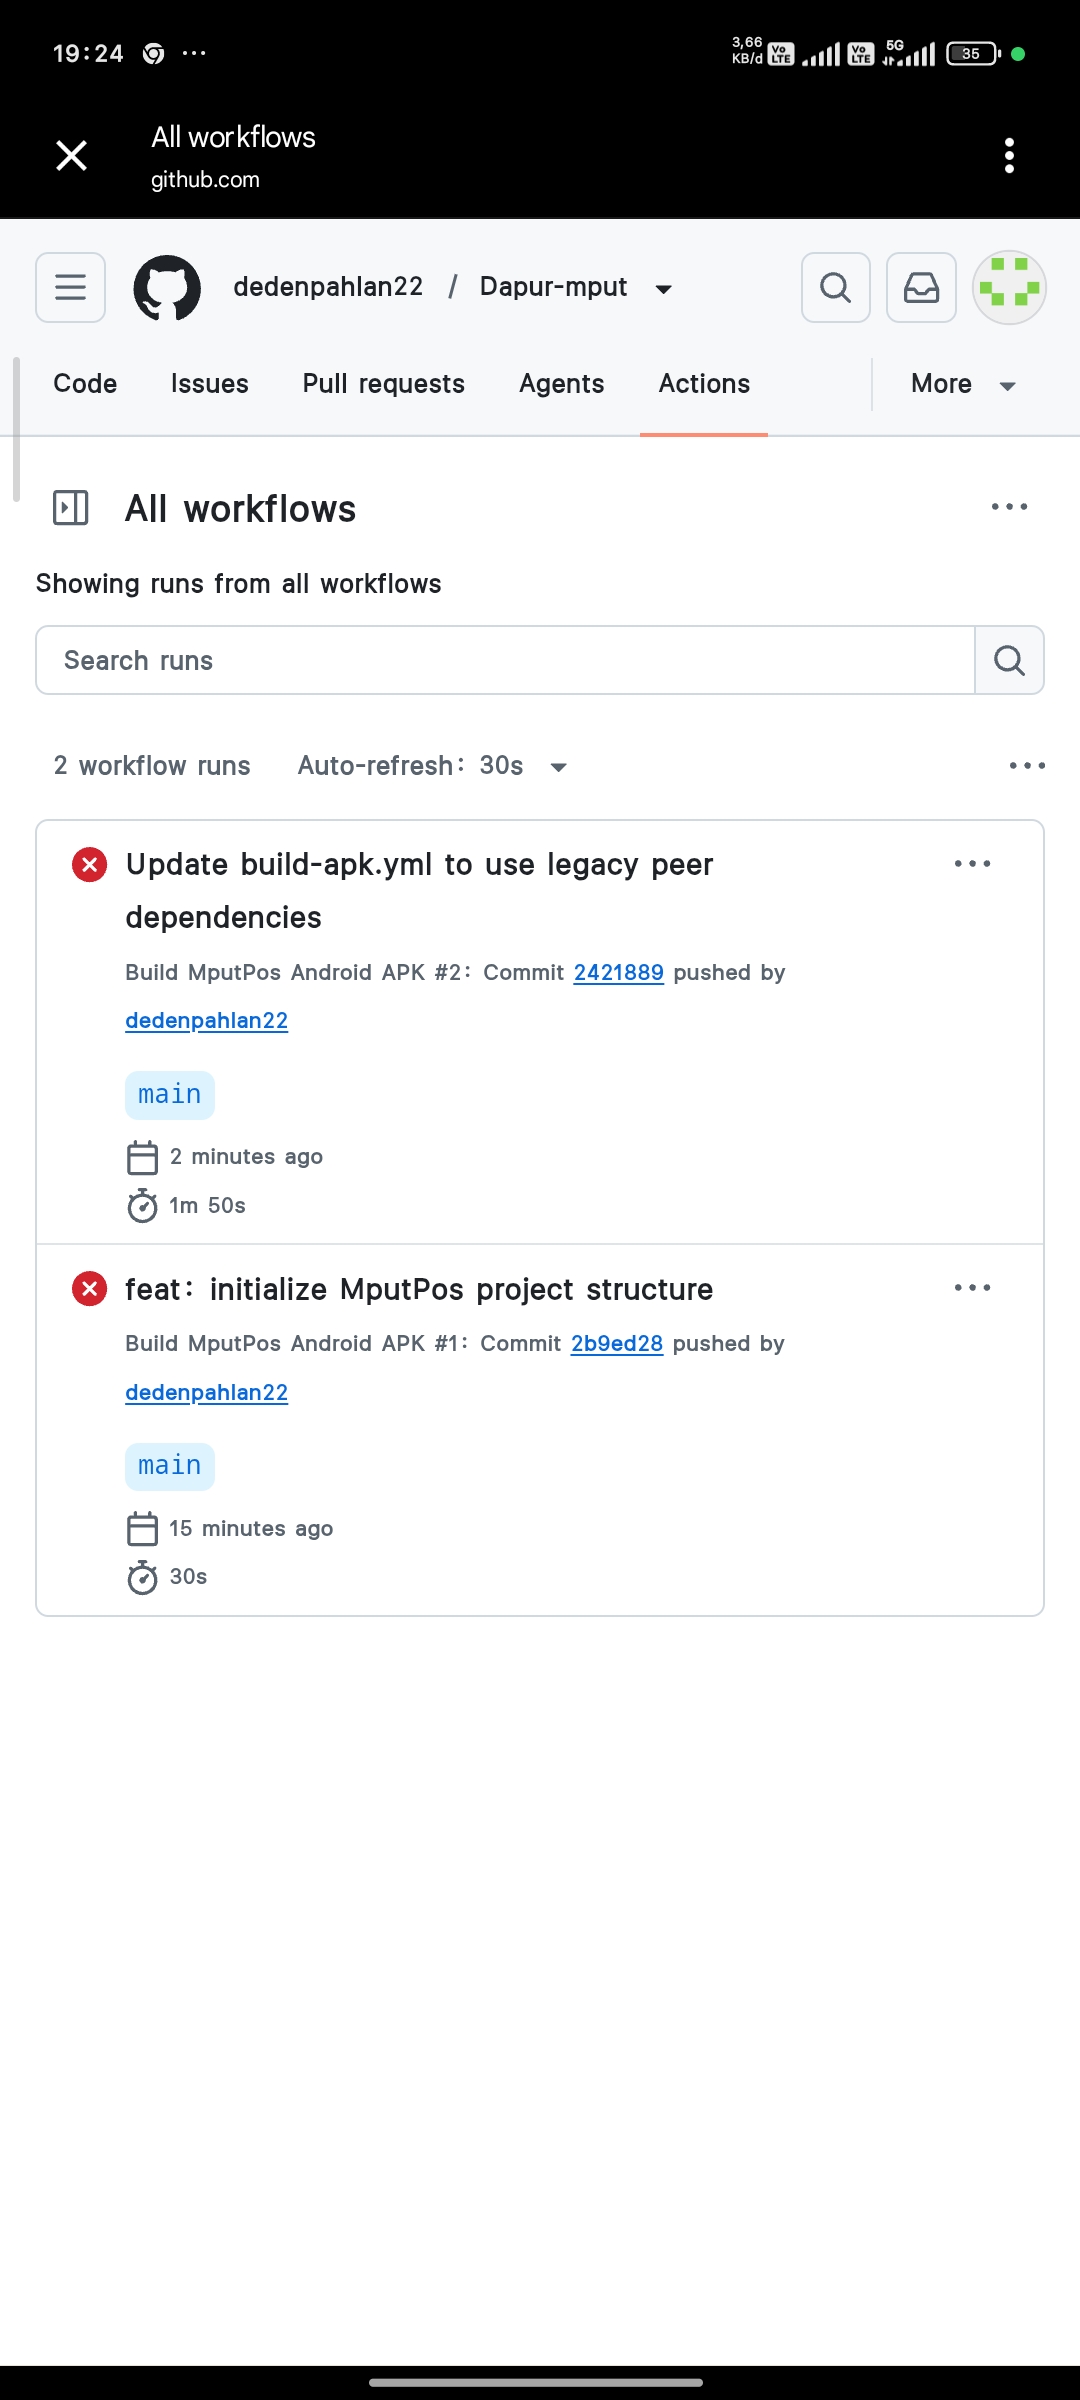 19:24
3,66
KB/d
Vo
LTE
Vo
LTE
5G
35
All workflows
github.com
dedenpahlan22 / Dapur-mput
Code Issues Pull requests Agents Actions More
All workflows
Showing runs from all workflows
Search runs
2 workflow runs Auto-refresh: 30s
Update build-apk.yml to use legacy peer
dependencies
Build MputPos Android APK #2: Commit 2421889 pushed by
dedenpahlan22
main
2 minutes ago
1m 50s
feat: initialize MputPos project structure
Build MputPos Android APK #1: Commit 2b9ed28 pushed by
dedenpahlan22
main
15 minutes ago
30s